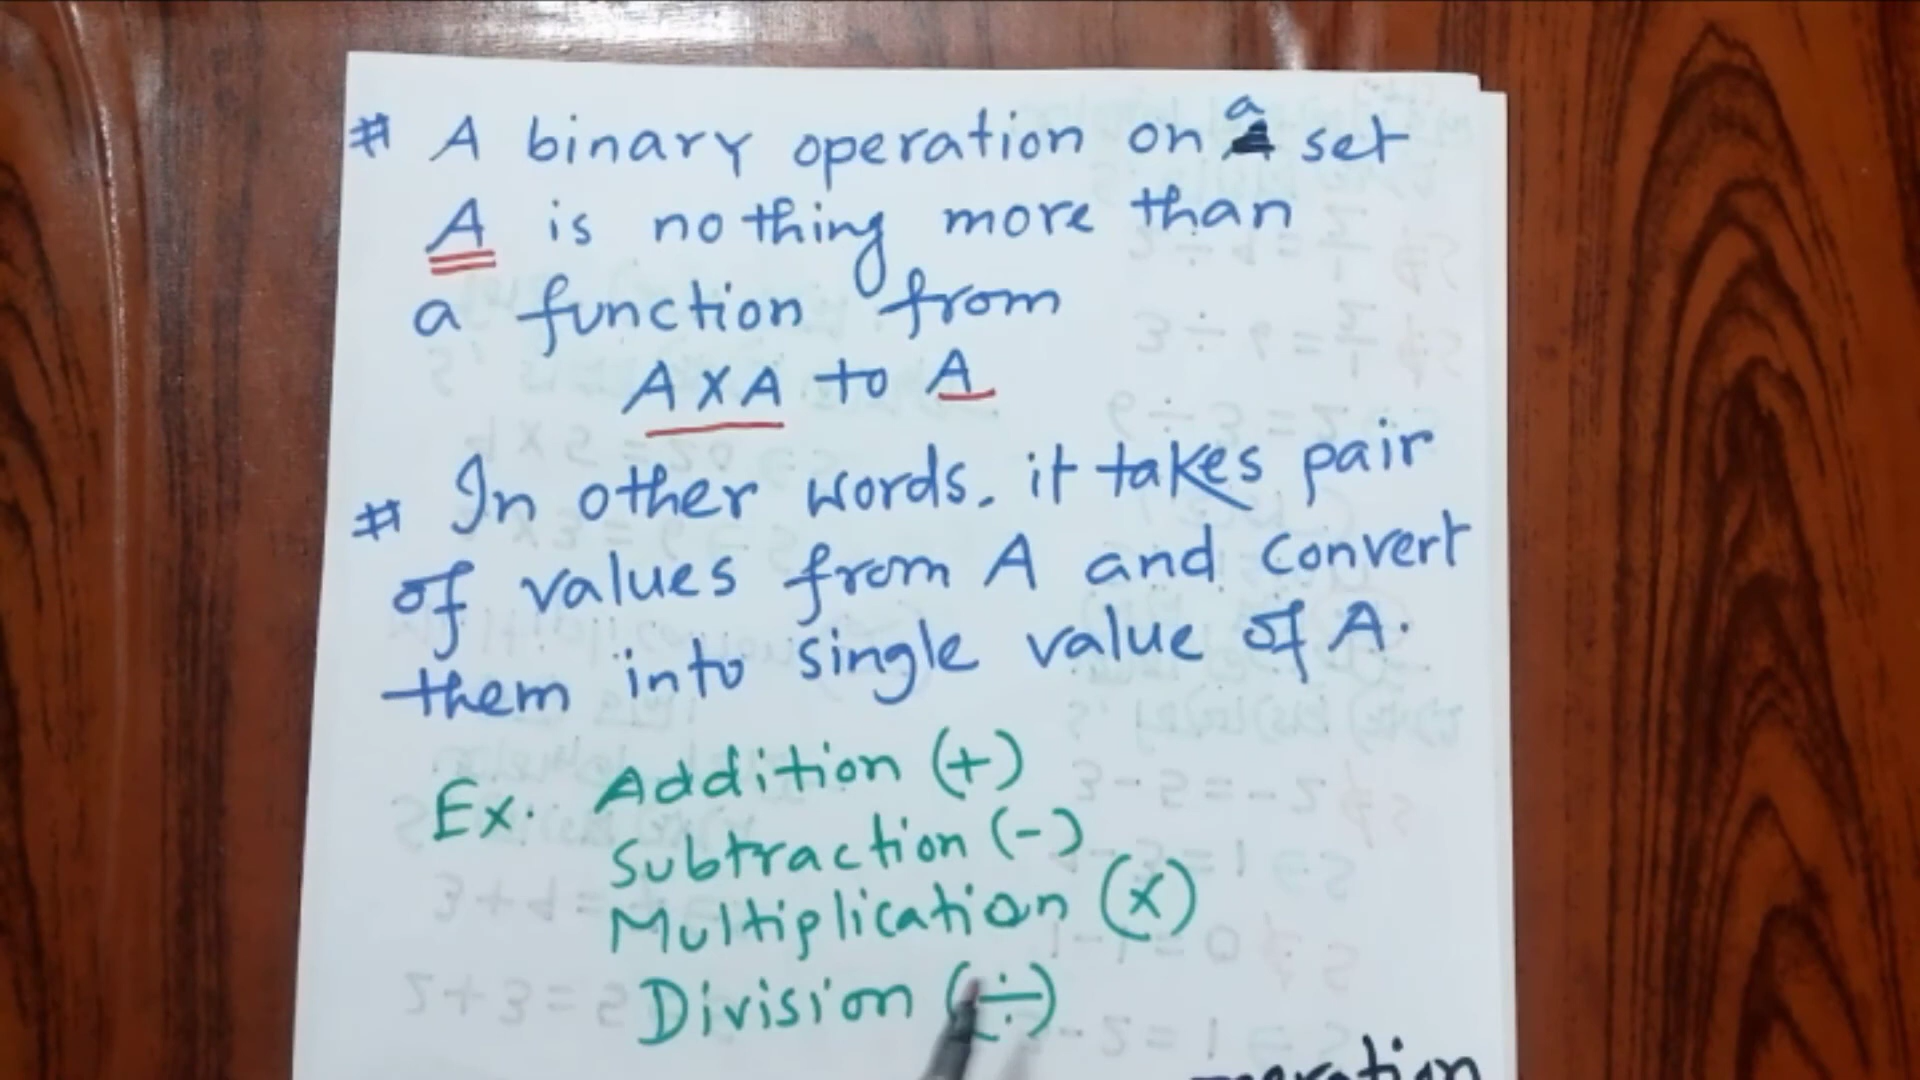 # A binary operation on a set
A is nothing more than
a function from
A X A to A
# In other words, it takes pair
of values from A and convert
them into single value of A.
Ex. Addition (+)
Subtraction (-)
Multiplication (x)
Division (÷)